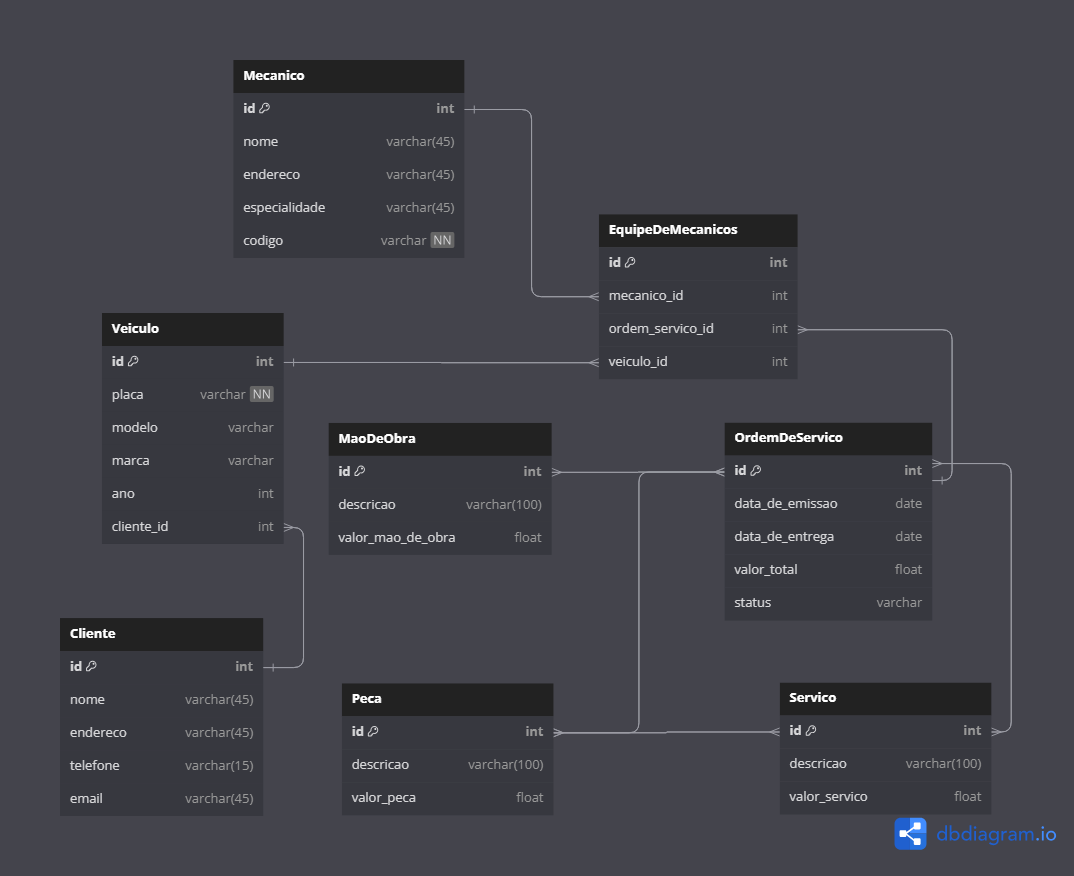 Mecanico
id int
nome varchar(45)
endereco varchar(45)
especialidade varchar(45)
codigo varchar NN
EquipeDeMecanicos
id int
mecanico_id int
ordem_servico_id int
veiculo_id int
Veiculo
id int
placa varchar NN
modelo varchar
marca varchar
ano int
cliente_id int
MaoDeObra
id int
descricao varchar(100)
valor_mao_de_obra float
OrdemDeServico
id int
data_de_emissao date
data_de_entrega date
valor_total float
status varchar
Cliente
id int
nome varchar(45)
endereco varchar(45)
telefone varchar(15)
email varchar(45)
Peca
id int
descricao varchar(100)
valor_peca float
Servico
id int
descricao varchar(100)
valor_servico float
dbdiagram.io